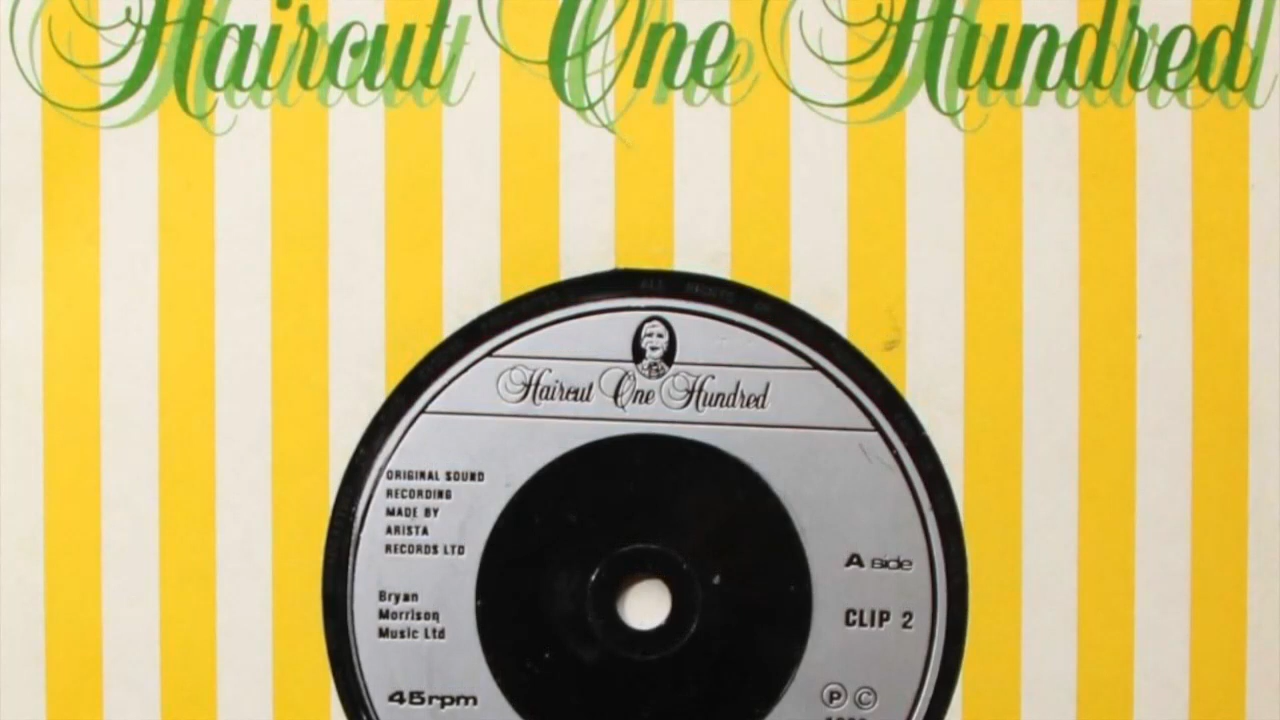 Haircut One Hundred
Haircut One Hundred
ORIGINAL SOUND
RECORDING
MADE BY
ARISTA
RECORDS LTD
Bryan
Morrison
Music Ltd
45rpm
A side
CLIP 2
Ⓟ ©